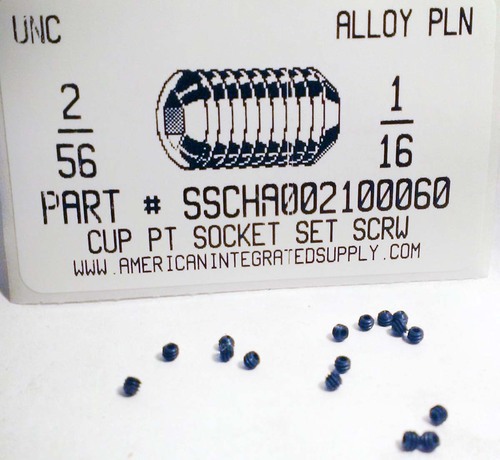 UNC ALLOY PLN
2 1
56 16
PART # SSCHA002100060
CUP PT SOCKET SET SCRW
WWW.AMERICANINTEGRATEDSUPPLY.COM